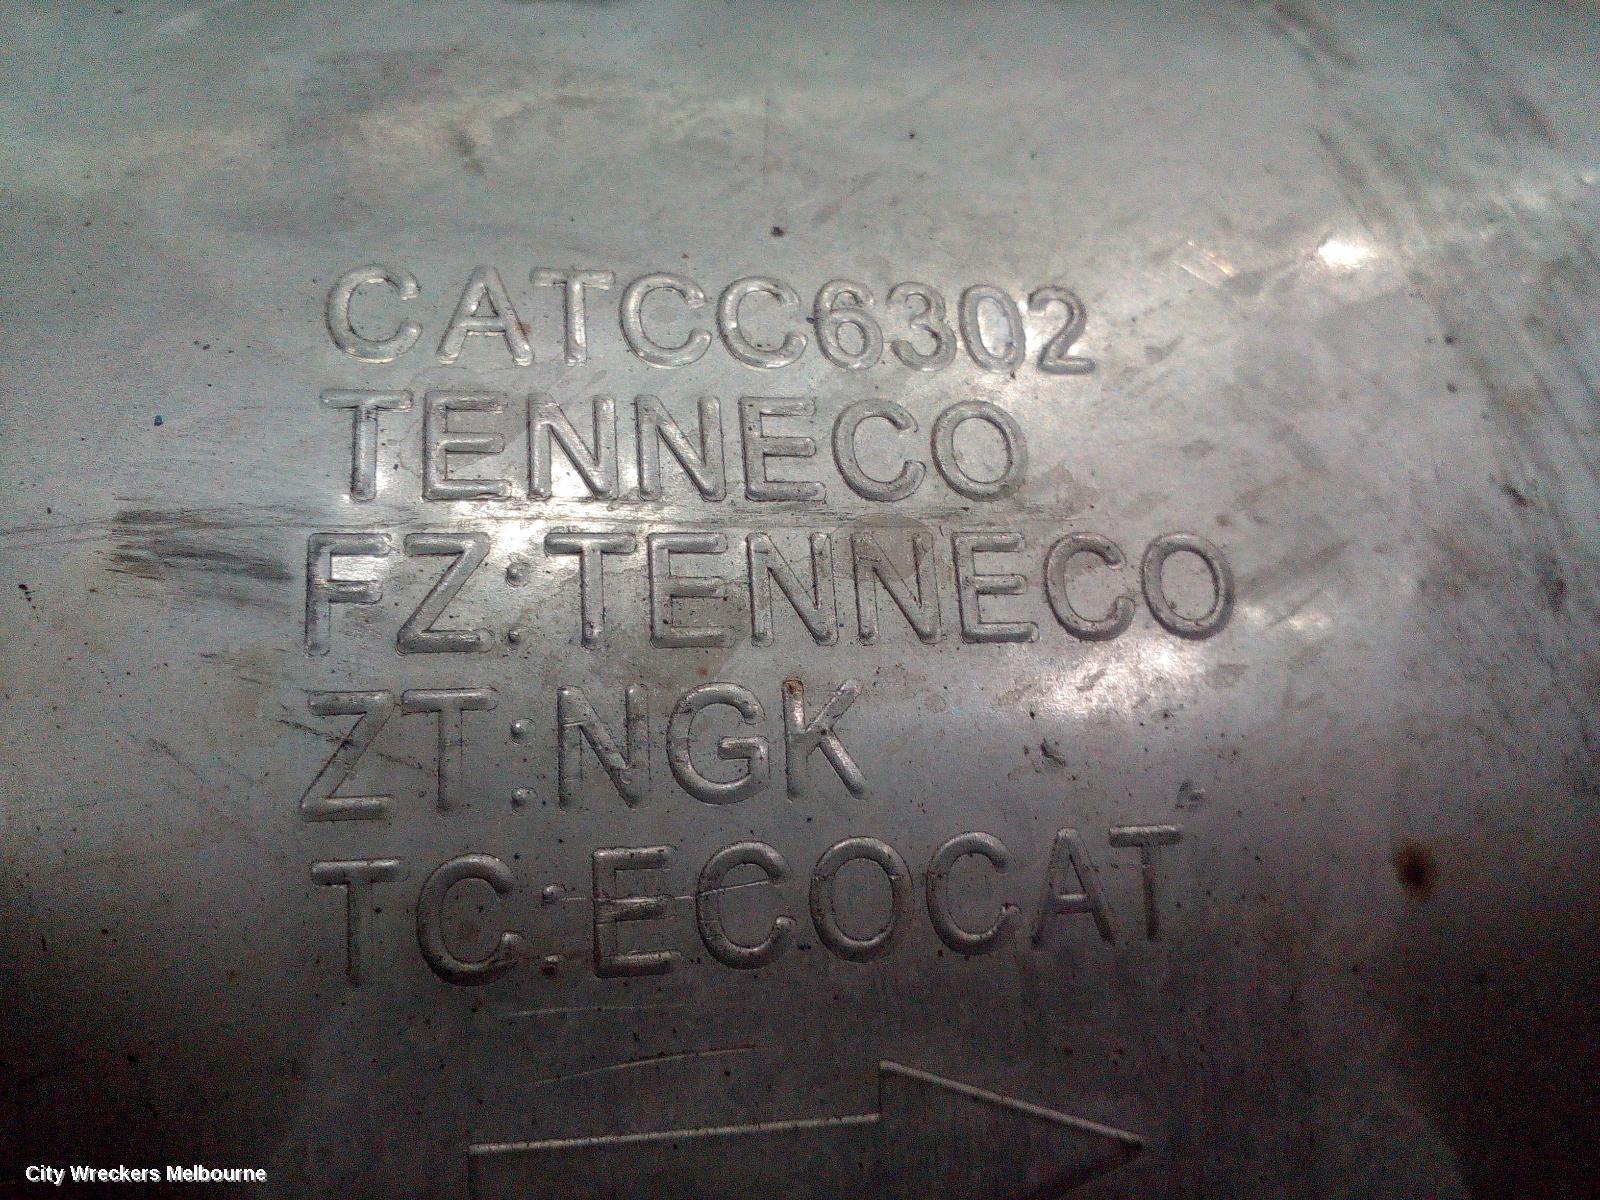 CATCC6302
TENNECO
FZ:TENNECO
ZT:NGK
TC:ECOCAT
City Wreckers Melbourne